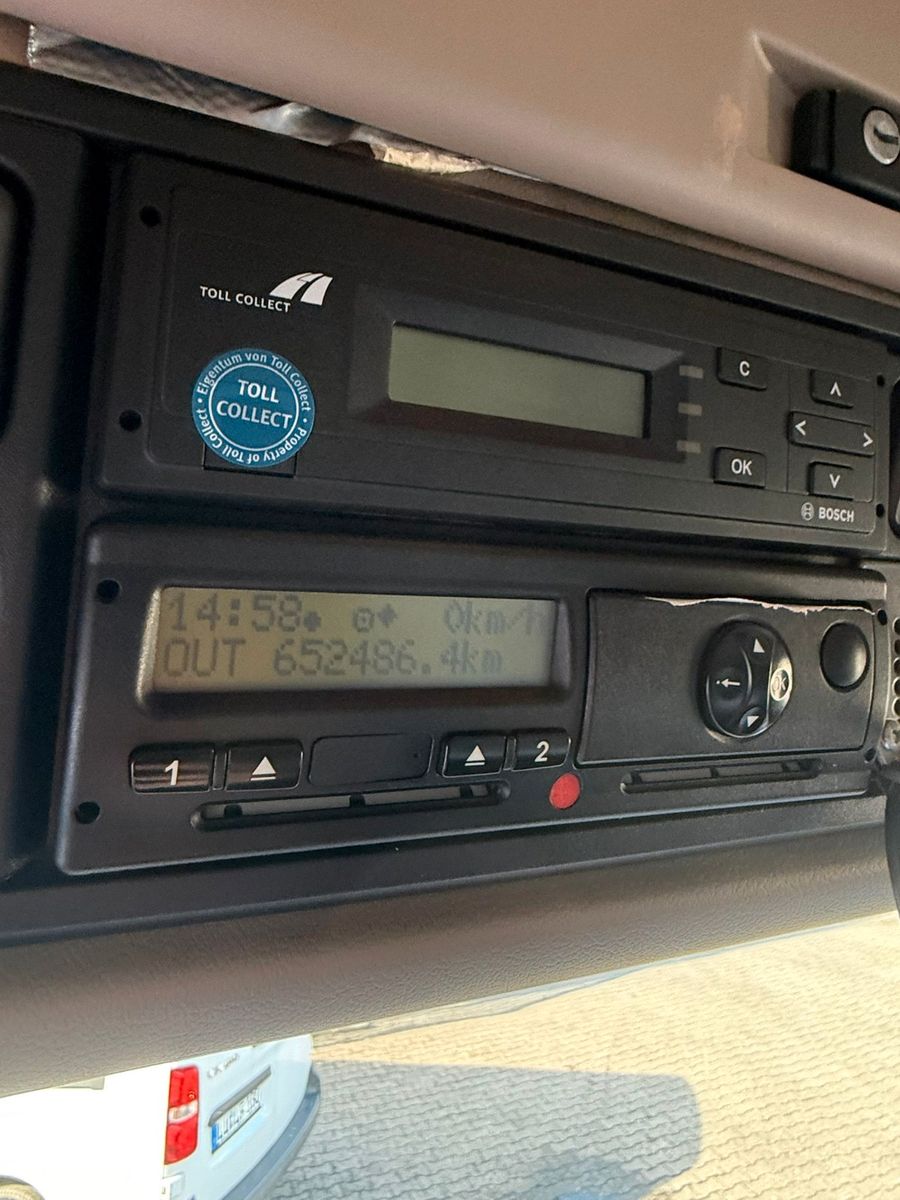 TOLL COLLECT
Eigentum von Toll Collect • Property of Toll Collect •
TOLL
COLLECT
C
OK
BOSCH
14:58 0km/h
OUT 652486.4km
OK
1
2